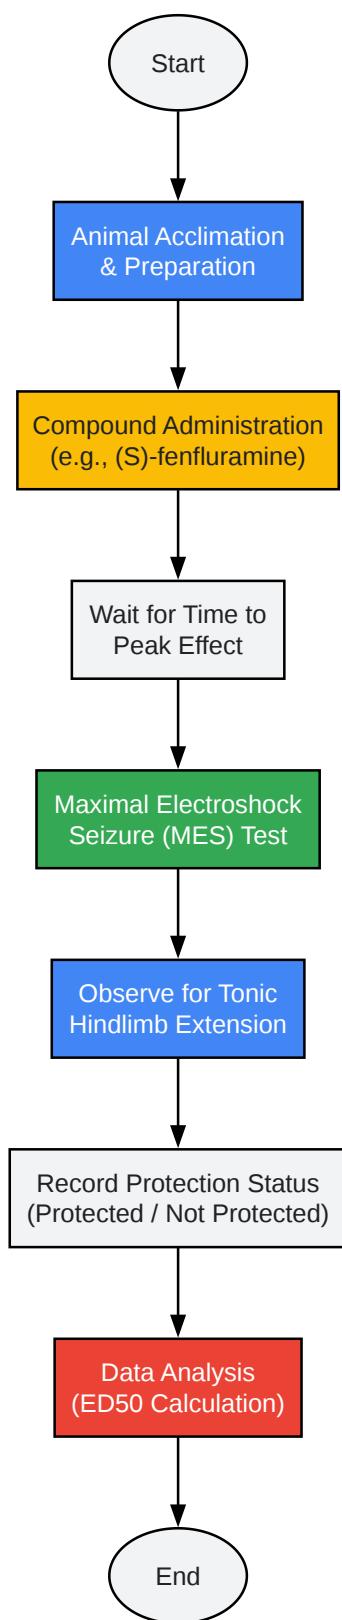 Start
Animal Acclimation
& Preparation
Compound Administration
(e.g., (S)-fenfluramine)
Wait for Time to
Peak Effect
Maximal Electroshock
Seizure (MES) Test
Observe for Tonic
Hindlimb Extension
Record Protection Status
(Protected / Not Protected)
Data Analysis
(ED50 Calculation)
End